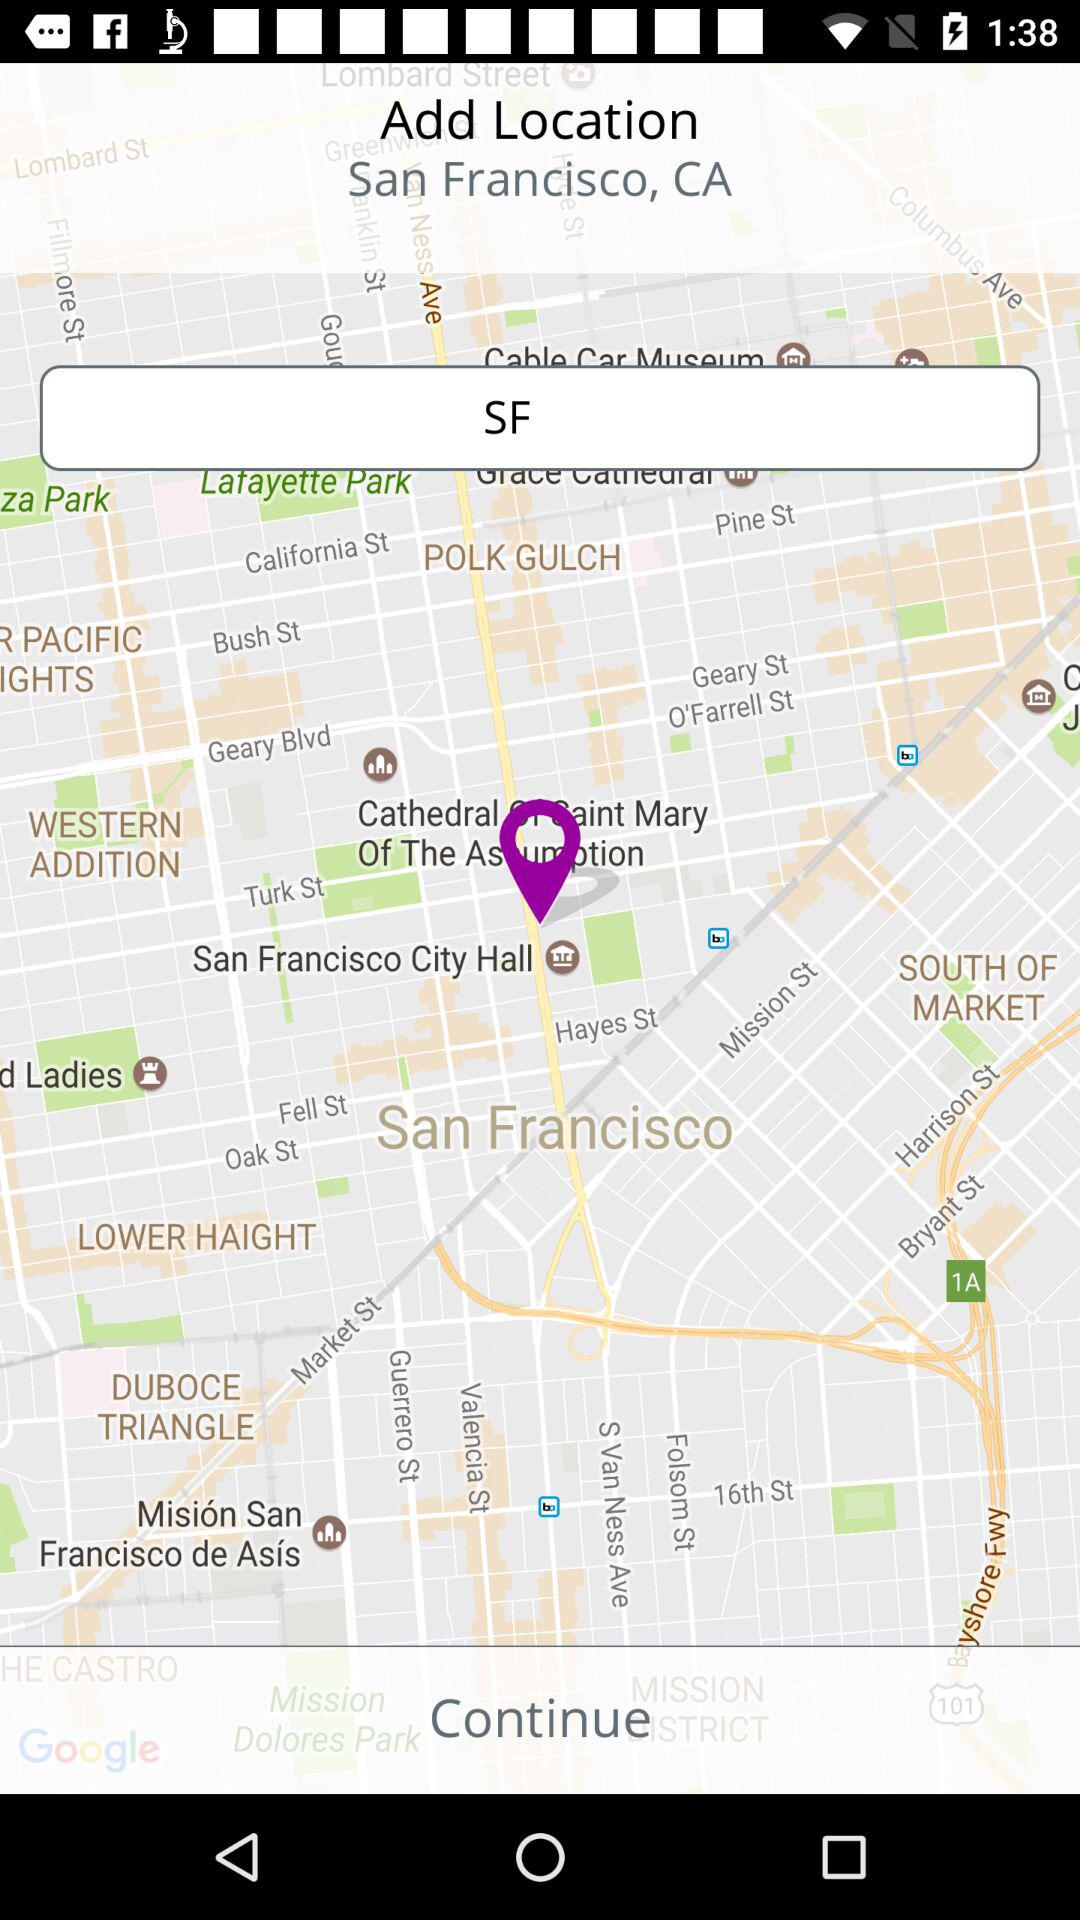 1:38
Lombard Street
Add Location
San Francisco, CA
Lombard St
Greenwich St
Fillmore St
Franklin St
Van Ness Ave
Hyde St
Columbus Ave
Cable Car Museum
SF
Lafayette Park
Grace Cathedral
za Park
Pine St
California St
POLK GULCH
Bush St
R PACIFIC
IGHTS
Geary St
O'Farrell St
Geary Blvd
C
J
WESTERN
ADDITION
Cathedral Of Saint Mary
Of The Assumption
Turk St
San Francisco City Hall
SOUTH OF
MARKET
Mission St
Hayes St
d Ladies
Fell St
Oak St
San Francisco
Harrison St
Bryant St
LOWER HAIGHT
1A
Market St
DUBOCE
TRIANGLE
Guerrero St
Valencia St
S Van Ness Ave
Folsom St
16th St
Misión San
Francisco de Asís
Bayshore Fwy
HE CASTRO
Mission
Dolores Park
MISSION
DISTRICT
101
Continue
Google